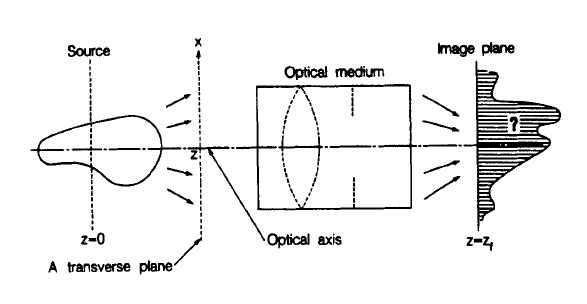 Source
x
Image plane
Optical medium
?
z
z=0
Optical axis
z=z_f
A transverse plane